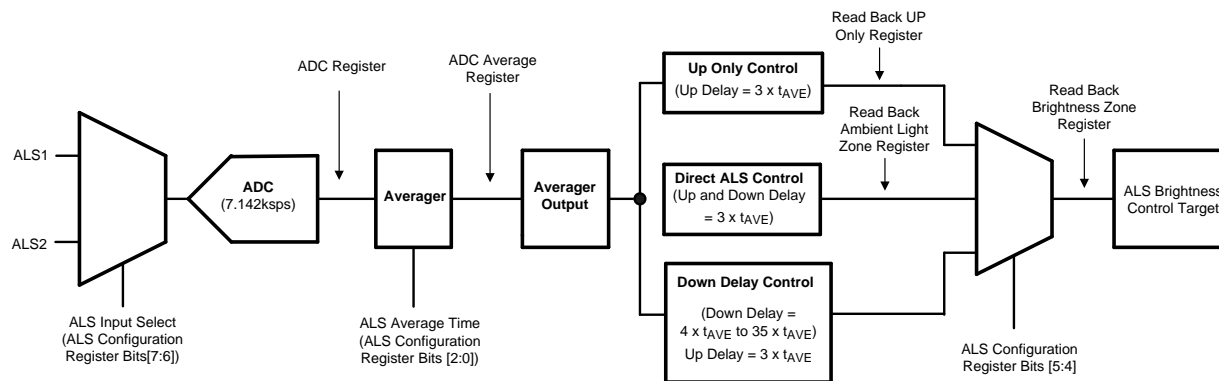 ALS1
ALS2
ALS Input Select
(ALS Configuration
Register Bits[7:6])
ADC
(7.142ksps)
ADC Register
Averager
ALS Average Time
(ALS Configuration
Register Bits [2:0])
ADC Average
Register
Averager
Output
Up Only Control
(Up Delay = 3 x tAVE)
Direct ALS Control
(Up and Down Delay
= 3 x tAVE)
Down Delay Control
(Down Delay =
4 x tAVE to 35 x tAVE)
Up Delay = 3 x tAVE
Read Back UP
Only Register
Read Back
Ambient Light
Zone Register
ALS Configuration
Register Bits [5:4]
Read Back
Brightness Zone
Register
ALS Brightness
Control Target